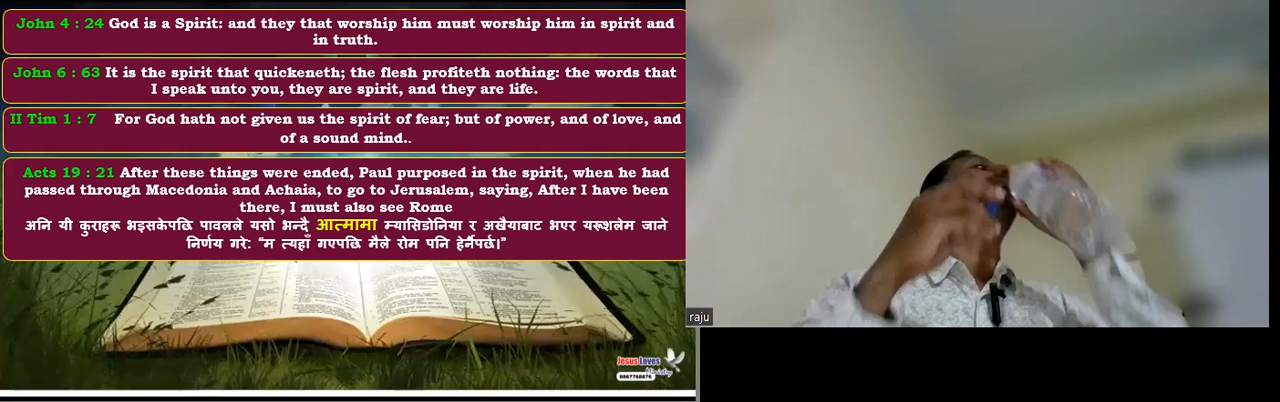 John 4 : 24 God is a Spirit: and they that worship him must worship him in spirit and
in truth.
John 6 : 63 It is the spirit that quickeneth; the flesh profiteth nothing: the words that
I speak unto you, they are spirit, and they are life.
II Tim 1 : 7 For God hath not given us the spirit of fear; but of power, and of love, and
of a sound mind..
Acts 19 : 21 After these things were ended, Paul purposed in the spirit, when he had
passed through Macedonia and Achaia, to go to Jerusalem, saying, After I have been
there, I must also see Rome
अनि यी कुराहरू भइसकेपछि पावलले यसो भन्दै आत्मामा म्यासिडोनिया र अखैयाबाट भएर यरूशलेम जाने
निर्णय गरे: “म त्यहाँ गएपछि मैले रोम पनि हेर्नैपर्छ।”
raju
Jesus Loves
Ministry